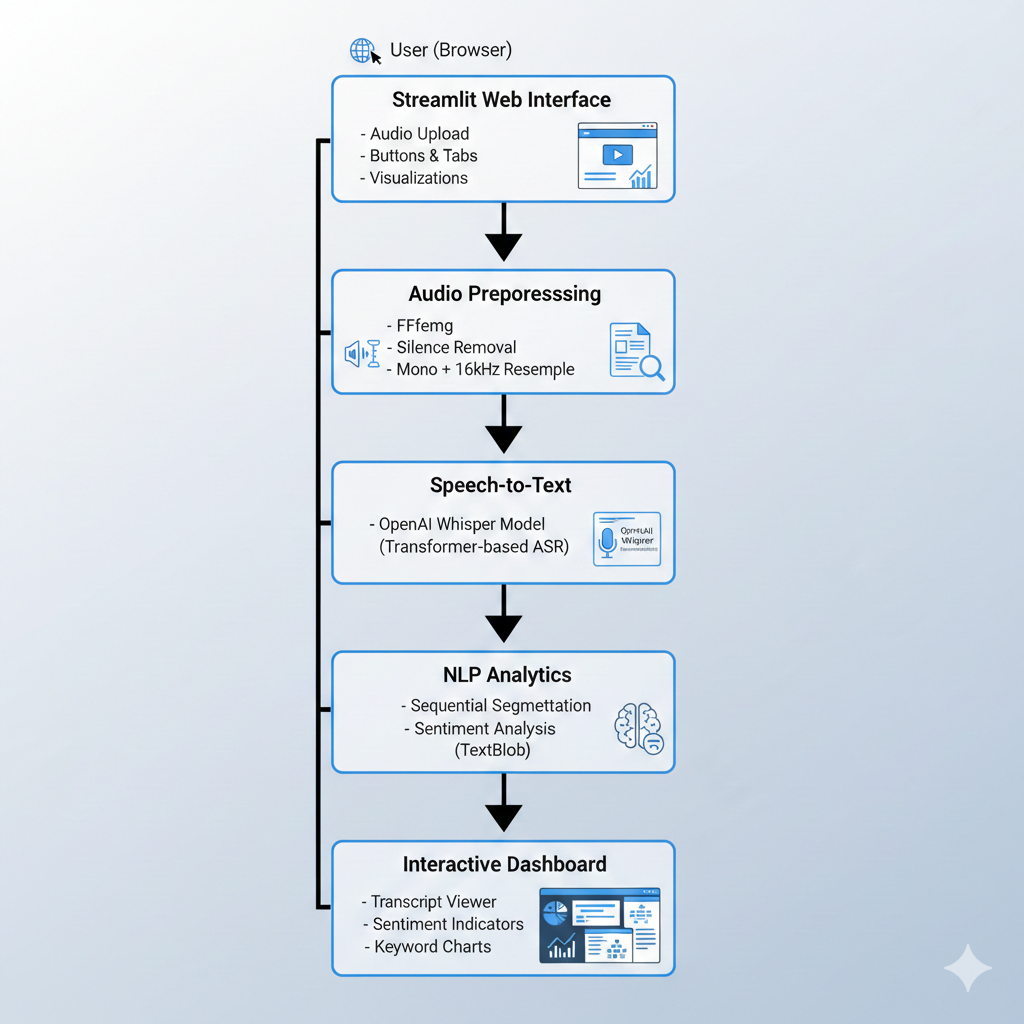 User (Browser)
Streamlit Web Interface
- Audio Upload
- Buttons & Tabs
- Visualizations
Audio Preporesssing
- FFfemg
- Silence Removal
- Mono + 16kHz Resemple
Speech-to-Text
- OpenAI Whisper Model
(Transformer-based ASR)
NLP Analytics
- Sequential Segmettation
- Sentiment Analysis
(TextBlob)
Interactive Dashboard
- Transcript Viewer
- Sentiment Indicators
- Keyword Charts